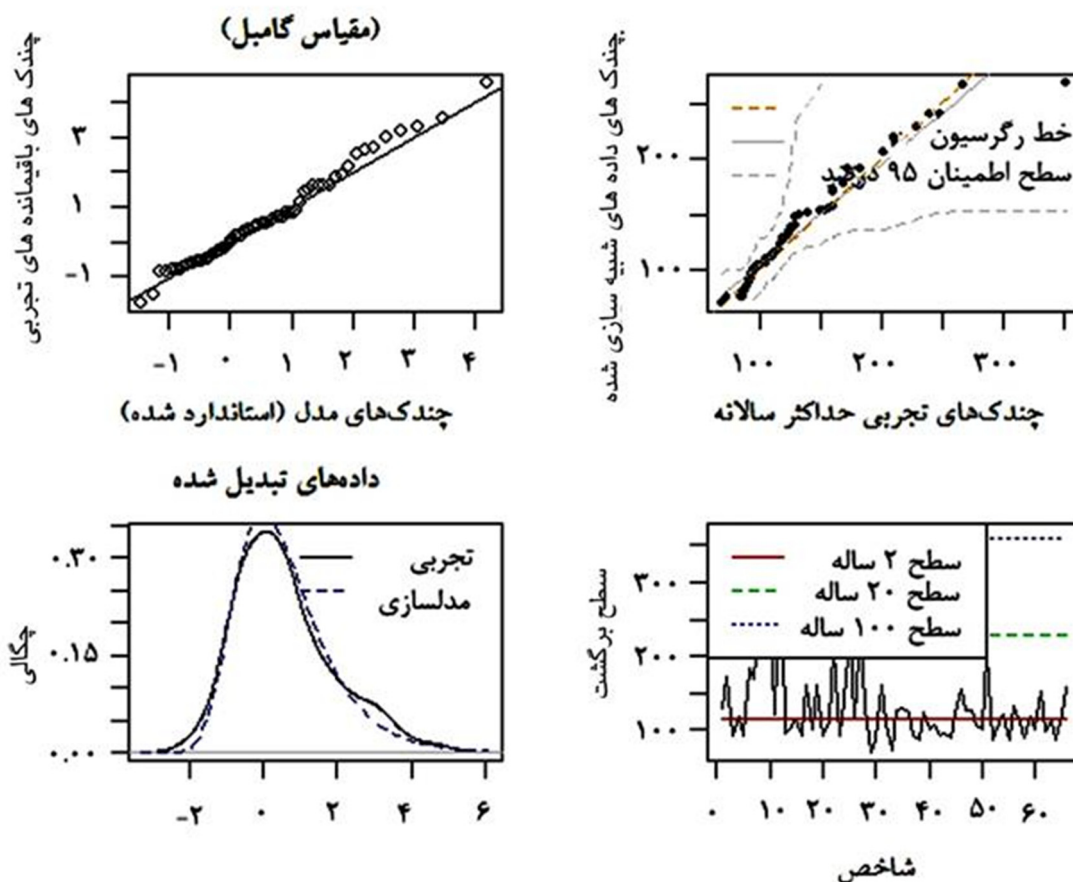 (مقیاس گامبل)
چندک های باقیمانده های تجربی
۳
۱
-۱
-۱ ۰ ۱ ۲ ۳ ۴
چندک‌های مدل (استاندارد شده)
چندک های داده های شبیه سازی شده
۲۰۰
۱۰۰
خط رگرسیون
سطح اطمینان ۹۵ درصد
۱۰۰ ۲۰۰ ۳۰۰
چندک‌های تجربی حداکثر سالانه
داده‌های تبدیل شده
چگالی
۰.۳۰
۰.۱۵
۰.۰۰
تجربی
مدلسازی
-۲ ۰ ۲ ۴ ۶
سطح برگشت
۳۰۰
۲۰۰
۱۰۰
سطح ۲ ساله
سطح ۲۰ ساله
سطح ۱۰۰ ساله
۰ ۱۰ ۲۰ ۳۰ ۴۰ ۵۰ ۶۰
شاخص